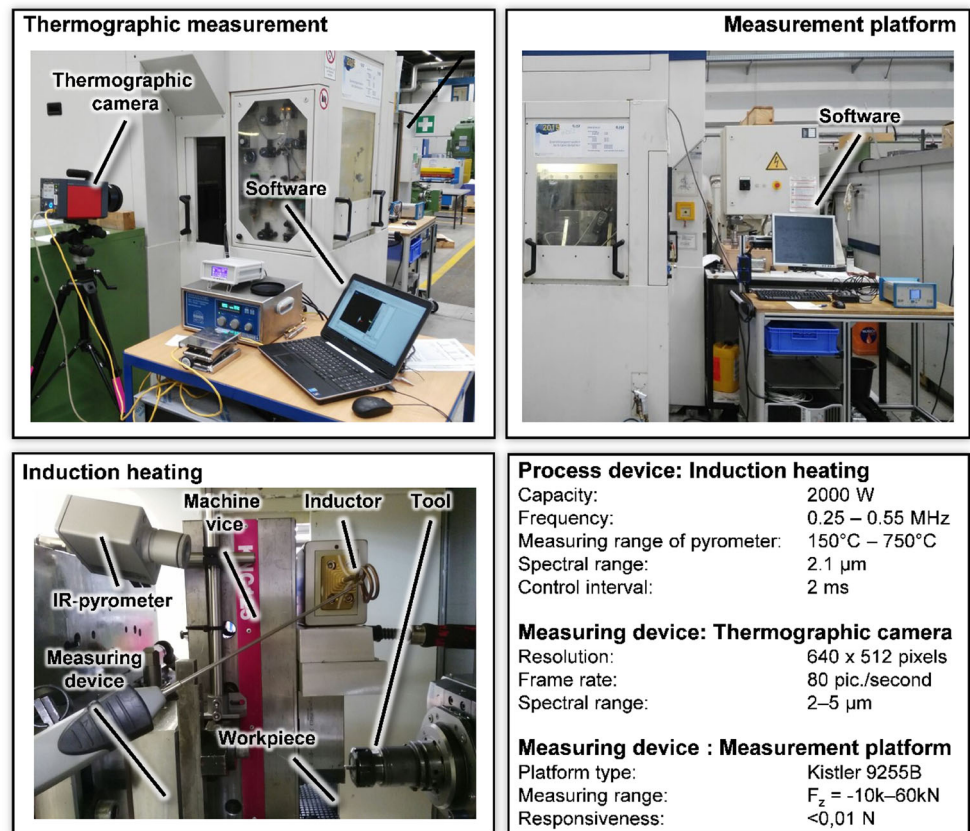 Thermographic measurement
Thermographic
camera
Software
Measurement platform
Software
Induction heating
Machine
vice
Inductor
Tool
IR-pyrometer
Measuring
device
Workpiece
Process device: Induction heating
Capacity: 2000 W
Frequency: 0.25 – 0.55 MHz
Measuring range of pyrometer: 150°C – 750°C
Spectral range: 2.1 µm
Control interval: 2 ms
Measuring device: Thermographic camera
Resolution: 640 x 512 pixels
Frame rate: 80 pic./second
Spectral range: 2–5 µm
Measuring device : Measurement platform
Platform type: Kistler 9255B
Measuring range: F_z = -10k–60kN
Responsiveness: <0,01 N